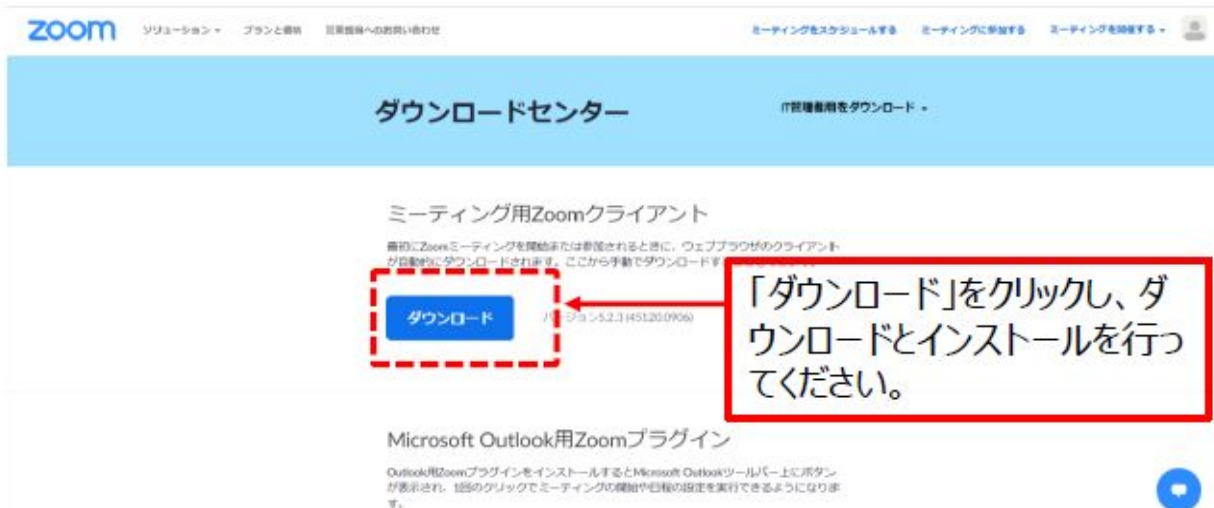 zoom ソリューション プランと価格 営業担当へのお問い合わせ ミーティングをスケジュールする ミーティングに参加する ミーティングを開催する
ダウンロードセンター IT管理者用をダウンロード
ミーティング用Zoomクライアント
最初にZoomミーティングを開始または参加されるときに、ウェブブラウザのクライアント
が自動的にダウンロードされます。ここから手動でダウンロードす
ダウンロード バージョン5.2.3 (45120.0906)
「ダウンロード」をクリックし、ダ
ウンロードとインストールを行っ
てください。
Microsoft Outlook用Zoomプラグイン
Outlook用ZoomプラグインをインストールするとMicrosoft Outlookツールバー上にボタン
が表示され、1回のクリックでミーティングの開始や日程の設定を実行できるようになりま
す。